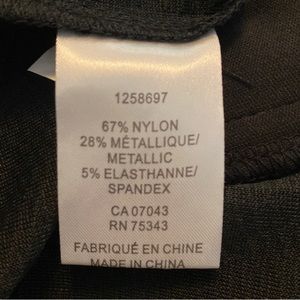 1258697
67% NYLON
28% MÉTALLIQUE/
METALLIC
5% ELASTHANNE/
SPANDEX
CA 07043
RN 75343
FABRIQUÉ EN CHINE
MADE IN CHINA